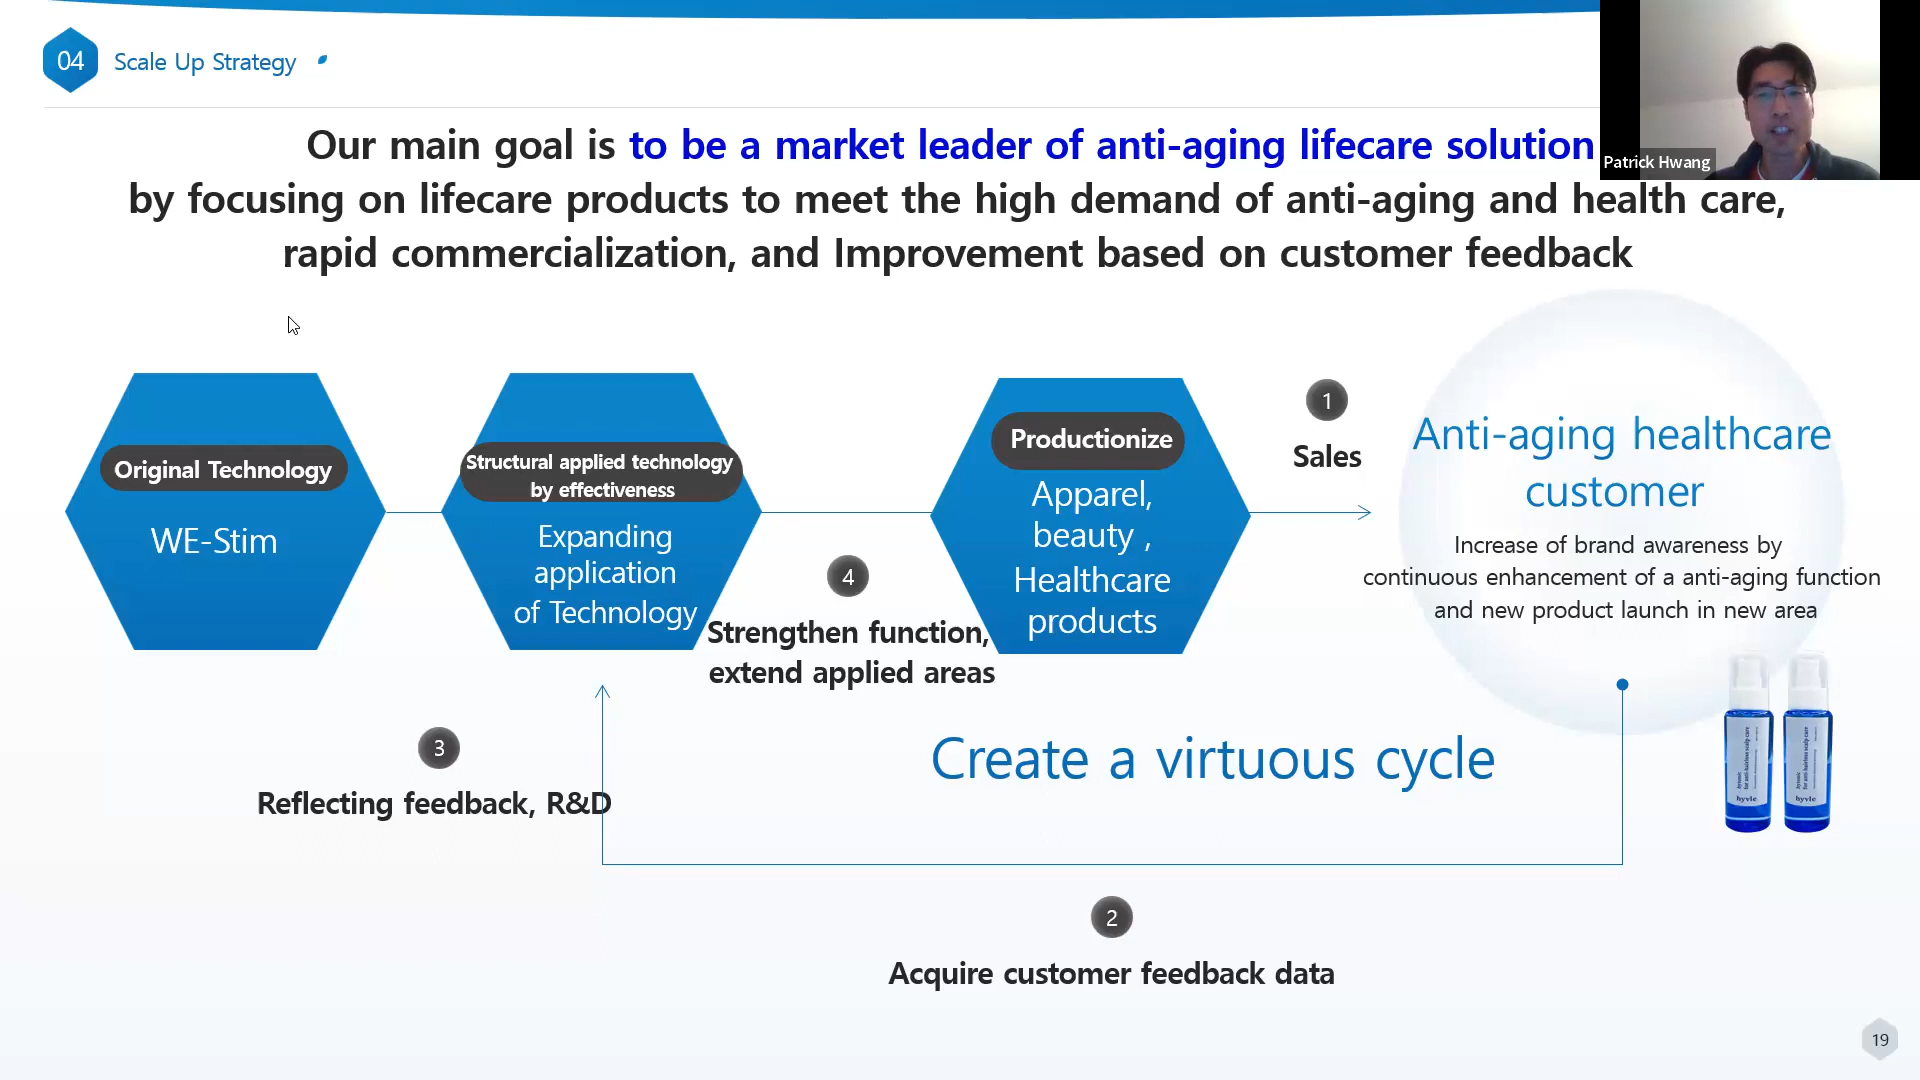 04
Scale Up Strategy
Patrick Hwang
Our main goal is to be a market leader of anti-aging lifecare solution
by focusing on lifecare products to meet the high demand of anti-aging and health care,
rapid commercialization, and Improvement based on customer feedback
Original Technology
WE-Stim
Structural applied technology
by effectiveness
Expanding
application
of Technology
4
Strengthen function,
extend applied areas
Productionize
Apparel,
beauty ,
Healthcare
products
1
Sales
Anti-aging healthcare
customer
Increase of brand awareness by
continuous enhancement of a anti-aging function
and new product launch in new area
3
Reflecting feedback, R&D
Create a virtuous cycle
2
Acquire customer feedback data
hyvle
hyvle
19